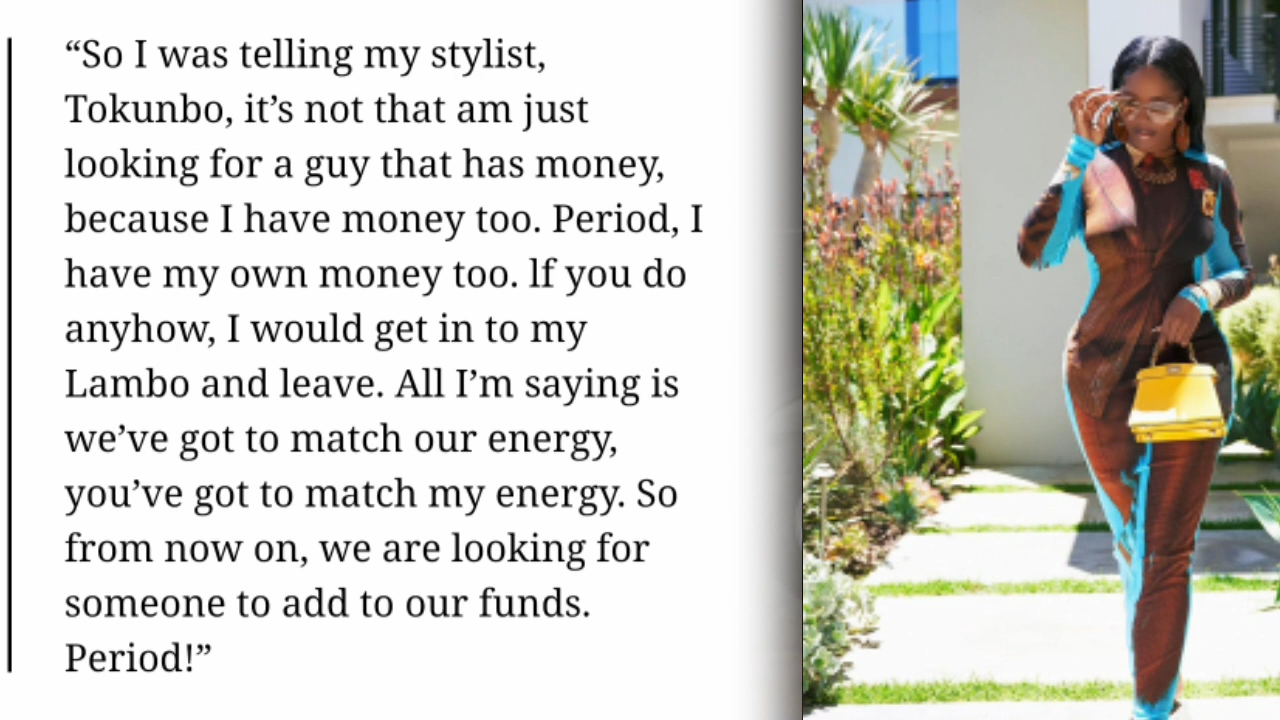 “So I was telling my stylist,
Tokunbo, it’s not that am just
looking for a guy that has money,
because I have money too. Period, I
have my own money too. lf you do
anyhow, I would get in to my
Lambo and leave. All I’m saying is
we’ve got to match our energy,
you’ve got to match my energy. So
from now on, we are looking for
someone to add to our funds.
Period!”